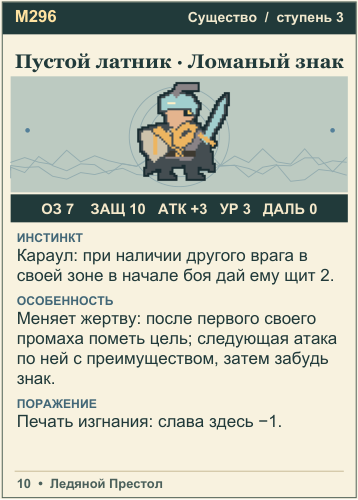 M296
Существо / ступень 3
Пустой латник · Ломаный знак
ОЗ 7 ЗАЩ 10 АТК +3 УР 3 ДАЛЬ 0
ИНСТИНКТ
Караул: при наличии другого врага в
своей зоне в начале боя дай ему щит 2.
ОСОБЕННОСТЬ
Меняет жертву: после первого своего
промаха пометь цель; следующая атака
по ней с преимуществом, затем забудь
знак.
ПОРАЖЕНИЕ
Печать изгнания: слава здесь −1.
10 • Ледяной Престол